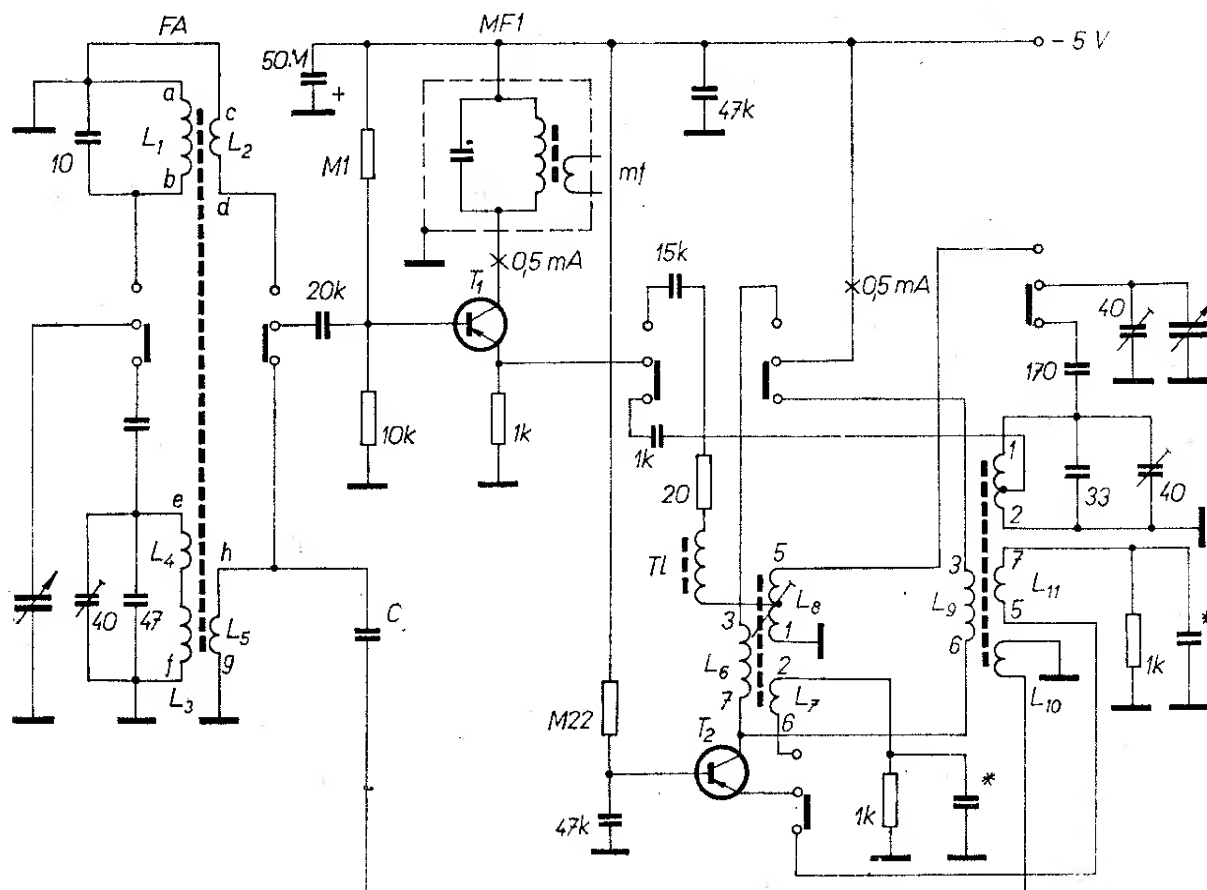 FA
MF1
- 5 V
50M
+
47k
a
c
10
L1
L2
b
d
M1
mf
0,5 mA
T1
20k
15k
0,5 mA
40
170
10k
1k
1k
20
1
2
33
40
e
L4
h
40
47
L5
f
g
L3
C
Tl
5
L8
1
3
L6
7
2
L7
6
3
L9
6
7
L11
5
1k
*
L10
M22
T2
47k
1k
*